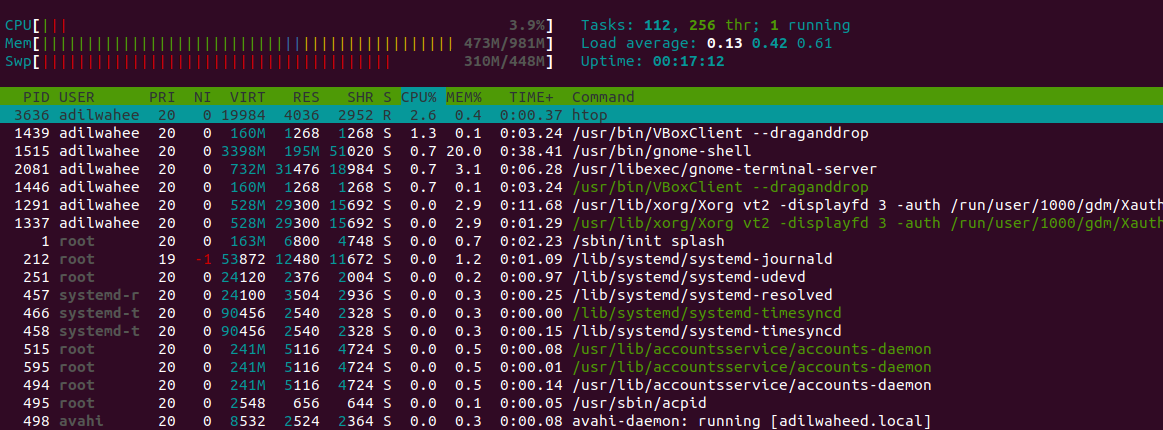 CPU[||| 3.9%] Tasks: 112, 256 thr; 1 running
Mem[||||||||||||||||||||||||||||||||||||||||||||||| 473M/981M] Load average: 0.13 0.42 0.61
Swp[|||||||||||||||||||||||||||||||||||||||| 310M/448M] Uptime: 00:17:12
PID USER PRI NI VIRT RES SHR S CPU% MEM% TIME+ Command
3636 adilwahee 20 0 19984 4036 2952 R 2.6 0.4 0:00.37 htop
1439 adilwahee 20 0 160M 1268 1268 S 1.3 0.1 0:03.24 /usr/bin/VBoxClient --draganddrop
1515 adilwahee 20 0 3398M 195M 51020 S 0.7 20.0 0:38.41 /usr/bin/gnome-shell
2081 adilwahee 20 0 732M 31476 18984 S 0.7 3.1 0:06.28 /usr/libexec/gnome-terminal-server
1446 adilwahee 20 0 160M 1268 1268 S 0.7 0.1 0:03.24 /usr/bin/VBoxClient --draganddrop
1291 adilwahee 20 0 528M 29300 15692 S 0.0 2.9 0:11.68 /usr/lib/xorg/Xorg vt2 -displayfd 3 -auth /run/user/1000/gdm/Xauth
1337 adilwahee 20 0 528M 29300 15692 S 0.0 2.9 0:01.29 /usr/lib/xorg/Xorg vt2 -displayfd 3 -auth /run/user/1000/gdm/Xauth
1 root 20 0 163M 6800 4748 S 0.0 0.7 0:02.23 /sbin/init splash
212 root 19 -1 53872 12480 11672 S 0.0 1.2 0:01.09 /lib/systemd/systemd-journald
251 root 20 0 24120 2376 2004 S 0.0 0.2 0:00.97 /lib/systemd/systemd-udevd
457 systemd-r 20 0 24100 3504 2936 S 0.0 0.3 0:00.25 /lib/systemd/systemd-resolved
466 systemd-t 20 0 90456 2540 2328 S 0.0 0.3 0:00.00 /lib/systemd/systemd-timesyncd
458 systemd-t 20 0 90456 2540 2328 S 0.0 0.3 0:00.15 /lib/systemd/systemd-timesyncd
515 root 20 0 241M 5116 4724 S 0.0 0.5 0:00.08 /usr/lib/accountsservice/accounts-daemon
595 root 20 0 241M 5116 4724 S 0.0 0.5 0:00.01 /usr/lib/accountsservice/accounts-daemon
494 root 20 0 241M 5116 4724 S 0.0 0.5 0:00.14 /usr/lib/accountsservice/accounts-daemon
495 root 20 0 2548 656 644 S 0.0 0.1 0:00.05 /usr/sbin/acpid
498 avahi 20 0 8532 2524 2364 S 0.0 0.3 0:00.08 avahi-daemon: running [adilwaheed.local]